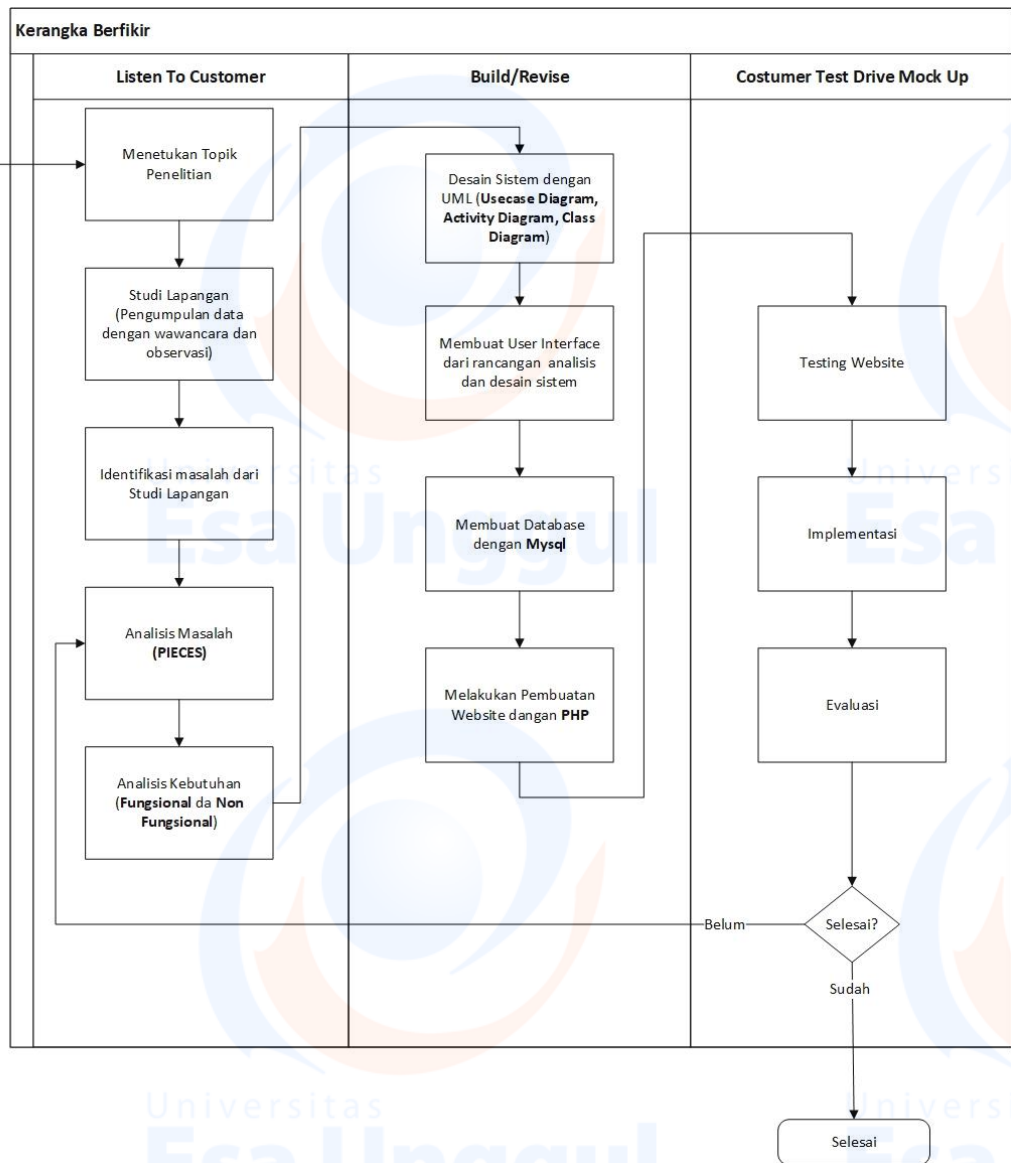 Kerangka Berfikir
Listen To Customer
Build/Revise
Costumer Test Drive Mock Up
Menetukan Topik
Penelitian
Studi Lapangan
(Pengumpulan data
dengan wawancara dan
observasi)
Identifikasi masalah dari
Studi Lapangan
Analisis Masalah
(PIECES)
Analisis Kebutuhan
(Fungsional da Non
Fungsional)
Desain Sistem dengan
UML (Usecase Diagram,
Activity Diagram, Class
Diagram)
Membuat User Interface
dari rancangan analisis
dan desain sistem
Membuat Database
dengan Mysql
Melakukan Pembuatan
Website dangan PHP
Testing Website
Implementasi
Evaluasi
Selesai?
Belum
Sudah
Selesai
Universitas
Esa Unggul
Univers
Esa
Universitas
Esa Unggul
Univers
Esa